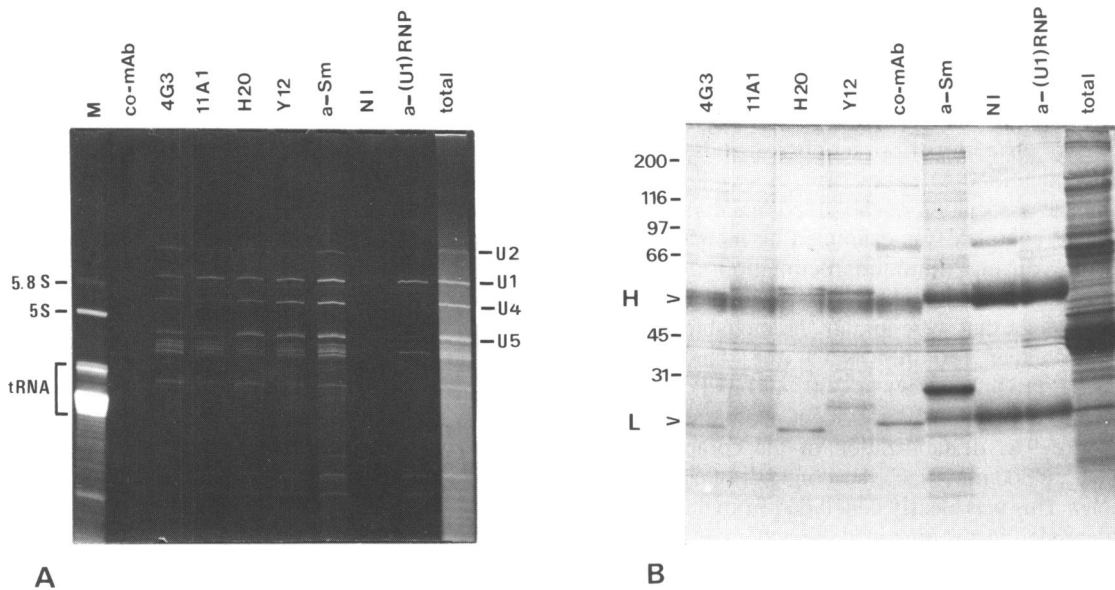 M
co-mAb
4G3
11A1
H20
Y12
a-Sm
NI
a-(U1)RNP
total
5.8 S
5S
tRNA
U2
U1
U4
U5
A
4G3
11A1
H20
Y12
co-mAb
a-Sm
NI
a-(U1)RNP
total
200
116
97
66
H >
45
31
L >
B